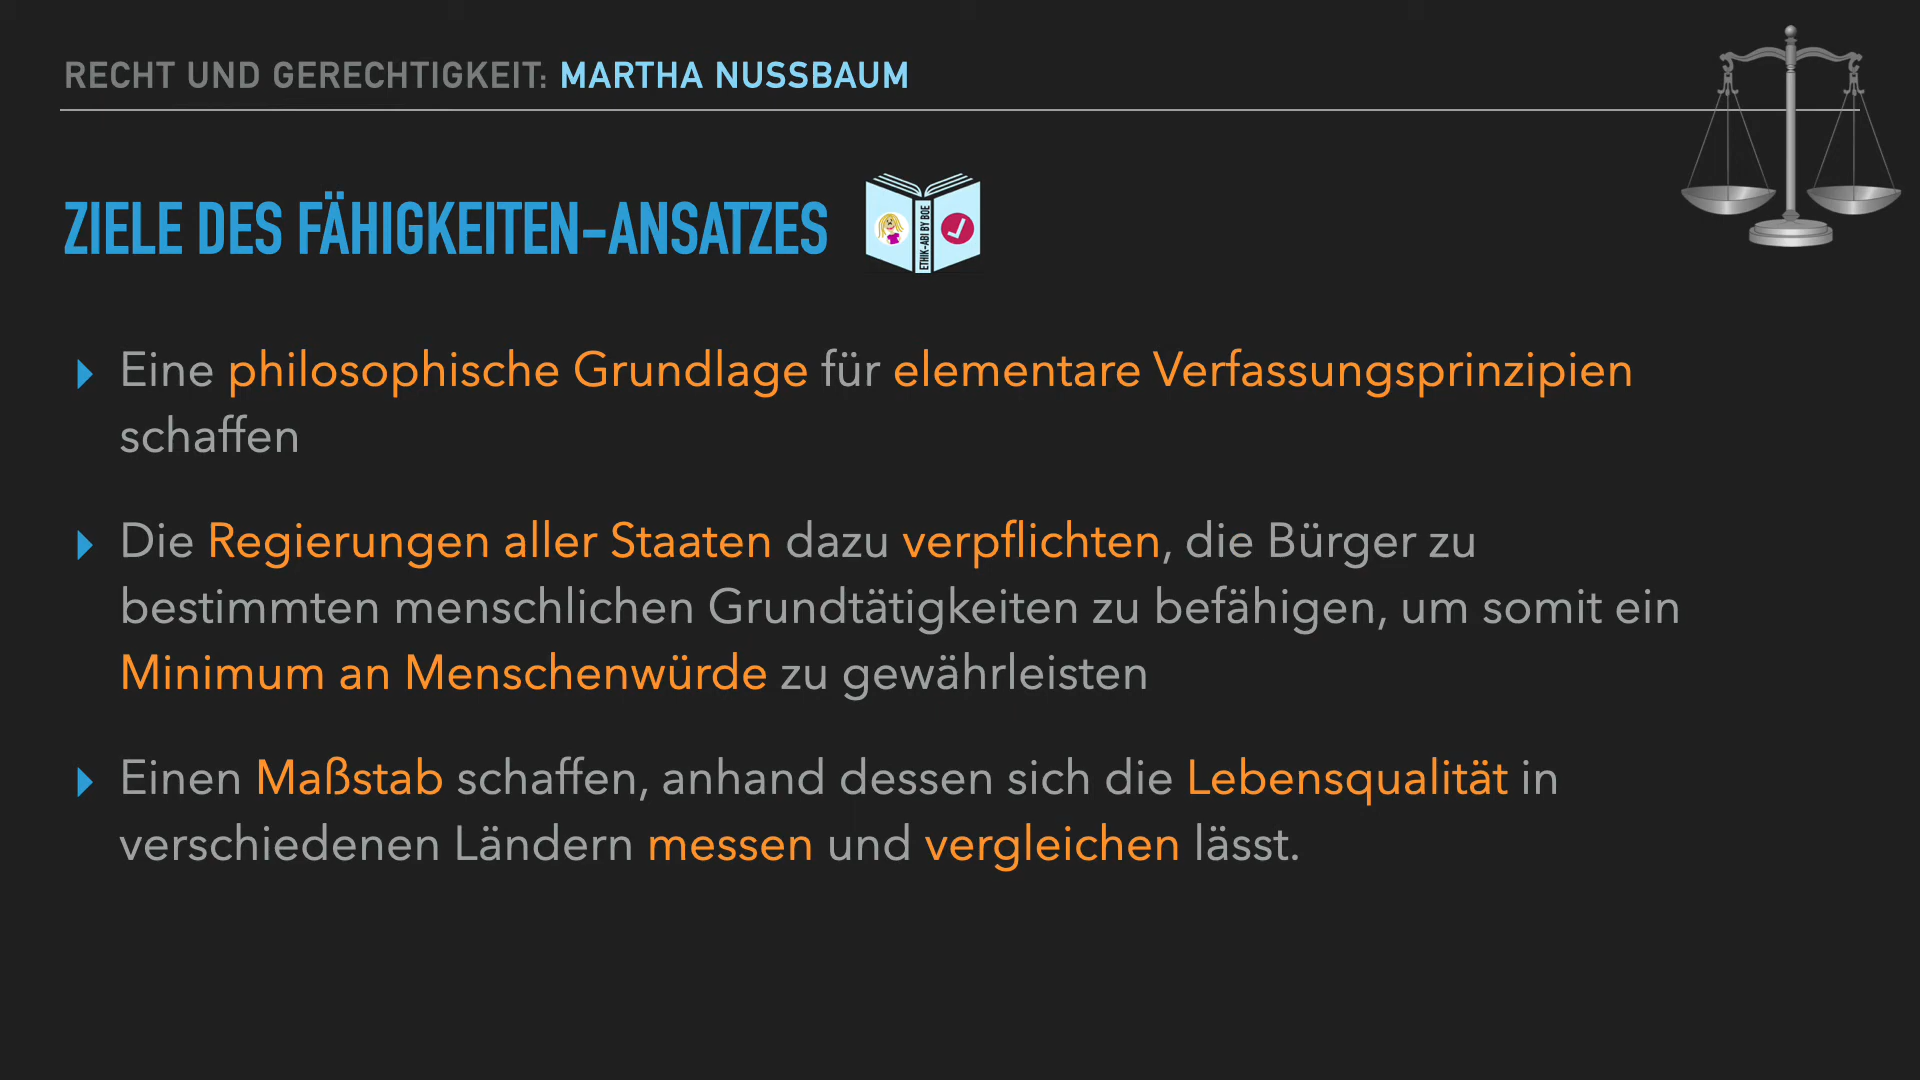 RECHT UND GERECHTIGKEIT: MARTHA NUSSBAUM
ZIELE DES FÄHIGKEITEN-ANSATZES
ETHIK-ABI BY BOE
Eine philosophische Grundlage für elementare Verfassungsprinzipien
schaffen
Die Regierungen aller Staaten dazu verpflichten, die Bürger zu
bestimmten menschlichen Grundtätigkeiten zu befähigen, um somit ein
Minimum an Menschenwürde zu gewährleisten
Einen Maßstab schaffen, anhand dessen sich die Lebensqualität in
verschiedenen Ländern messen und vergleichen lässt.